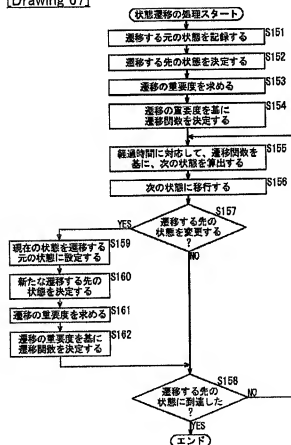 [Drawing 67]
状態遷移の処理スタート
遷移する元の状態を記録する
S151
遷移する先の状態を決定する
S152
遷移の重要度を求める
S153
遷移の重要度を基に
遷移関数を決定する
S154
経過時間に対応して、遷移関数を
基に、次の状態を算出する
S155
次の状態に移行する
S156
S157
遷移する先の
状態を変更する
?
YES
NO
現在の状態を遷移する
元の状態に設定する
S159
新たな遷移する先の
状態を決定する
S160
遷移の重要度を求める
S161
遷移の重要度を基に
遷移関数を決定する
S162
S158
遷移する先の
状態に到達した
?
NO
YES
エンド